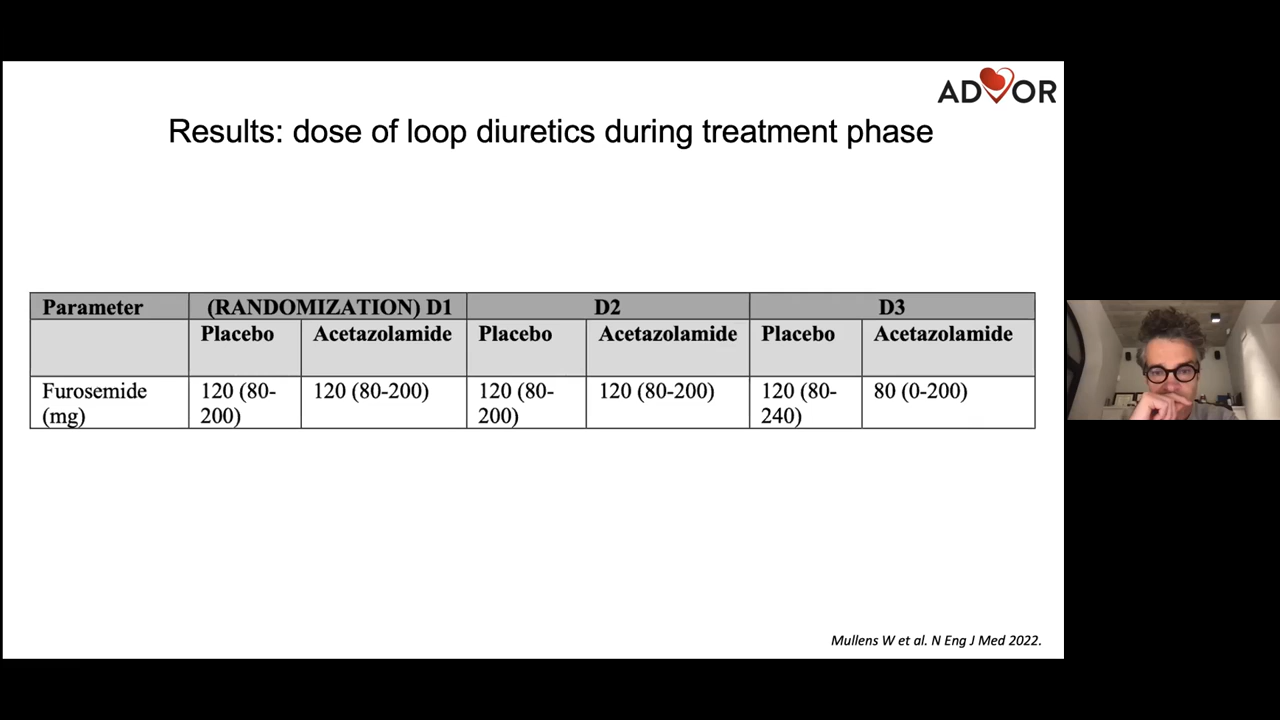 ADVOR
Results: dose of loop diuretics during treatment phase
Parameter (RANDOMIZATION) D1 D2 D3
Placebo Acetazolamide Placebo Acetazolamide Placebo Acetazolamide
Furosemide 120 (80- 120 (80-200) 120 (80- 120 (80-200) 120 (80- 80 (0-200)
(mg) 200) 200) 240)
Mullens W et al. N Eng J Med 2022.